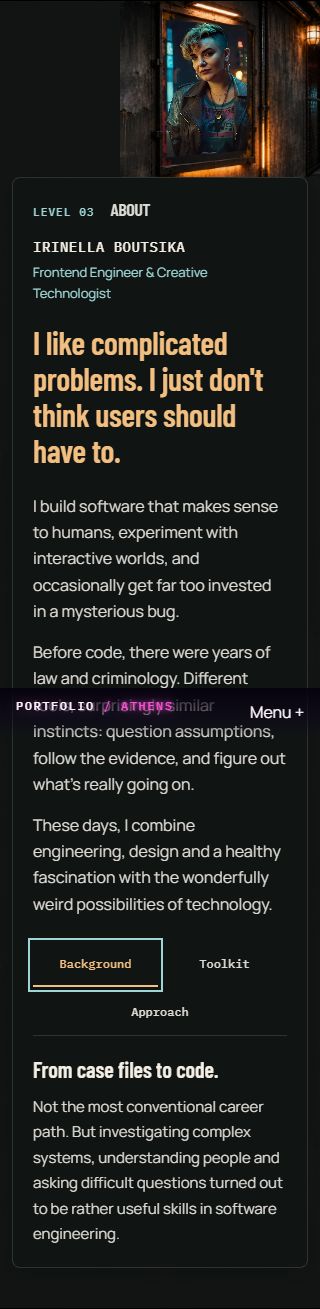 LEVEL 03 ABOUT
IRINELLA BOUTSIKA
Frontend Engineer & Creative
Technologist
I like complicated
problems. I just don't
think users should
have to.
I build software that makes sense
to humans, experiment with
interactive worlds, and
occasionally get far too invested
in a mysterious bug.
Before code, there were years of
law and criminology. Different
surprisingly similar
PORTFOLIO / ATHENS
Menu +
instincts: question assumptions,
follow the evidence, and figure out
what's really going on.
These days, I combine
engineering, design and a healthy
fascination with the wonderfully
weird possibilities of technology.
Background
Toolkit
Approach
From case files to code.
Not the most conventional career
path. But investigating complex
systems, understanding people and
asking difficult questions turned out
to be rather useful skills in software
engineering.